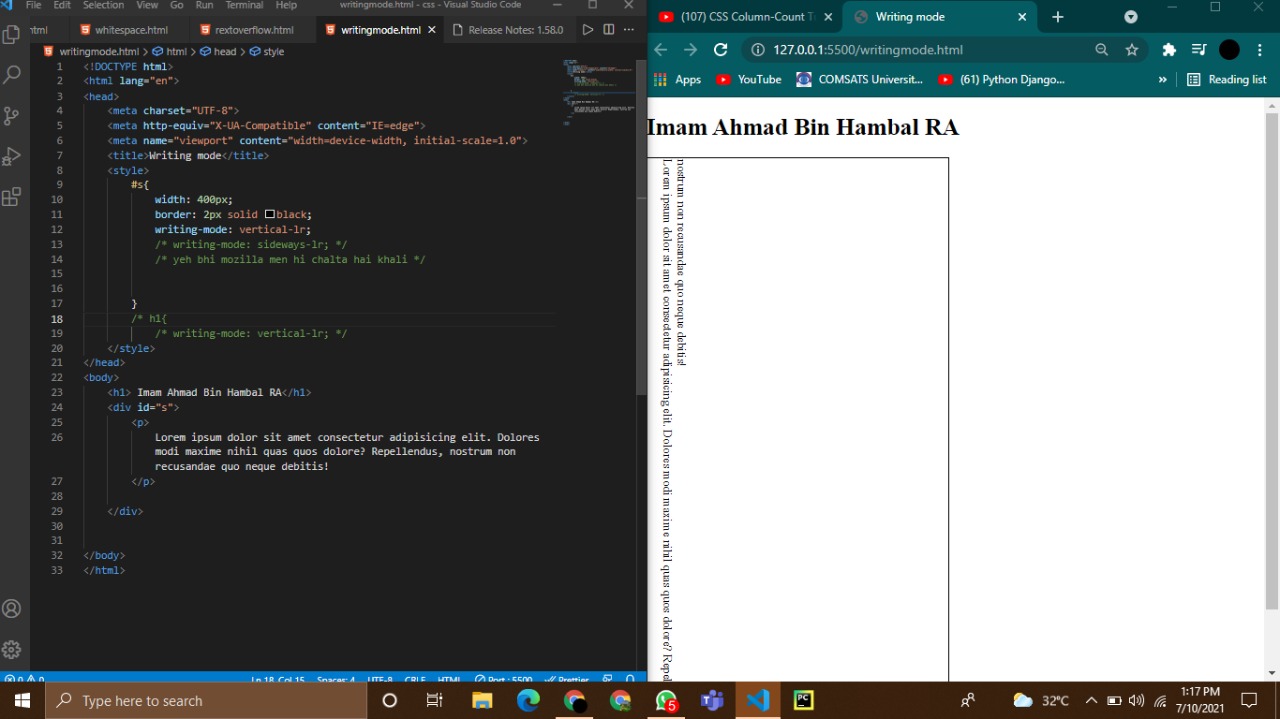 File Edit Selection View Go Run Terminal Help writingmode.html - css - Visual Studio Code
whitespace.html rextoverflow.html writingmode.html Release Notes: 1.58.0
writingmode.html > html > head > style
1 <!DOCTYPE html>
2 <html lang="en">
3 <head>
4 <meta charset="UTF-8">
5 <meta http-equiv="X-UA-Compatible" content="IE=edge">
6 <meta name="viewport" content="width=device-width, initial-scale=1.0">
7 <title>Writing mode</title>
8 <style>
9 #s{
10 width: 400px;
11 border: 2px solid black;
12 writing-mode: vertical-lr;
13 /* writing-mode: sideways-lr; */
14 /* yeh bhi mozilla men hi chalta hai khali */
15
16
17 }
18 /* h1{
19 /* writing-mode: vertical-lr; */
20 </style>
21 </head>
22 <body>
23 <h1> Imam Ahmad Bin Hambal RA</h1>
24 <div id="s">
25 <p>
26 Lorem ipsum dolor sit amet consectetur adipisicing elit. Dolores
modi maxime nihil quas quos dolore? Repellendus, nostrum non
recusandae quo neque debitis!
27 </p>
28
29 </div>
30
31
32 </body>
33 </html>
0 0 Ln 18, Col 15 Spaces: 4 UTF-8 CRLF HTML Port : 5500 Prettier
(107) CSS Column-Count T Writing mode
127.0.0.1:5500/writingmode.html
Apps YouTube COMSATS Universit... (61) Python Django... » Reading list
Imam Ahmad Bin Hambal RA
Lorem ipsum dolor sit amet consectetur adipisicing elit. Dolores modi maxime nihil quas quos dolore? Repel
nostrum non recusandae quo neque debitis!
Type here to search
5
PC
32°C
1:17 PM
7/10/2021